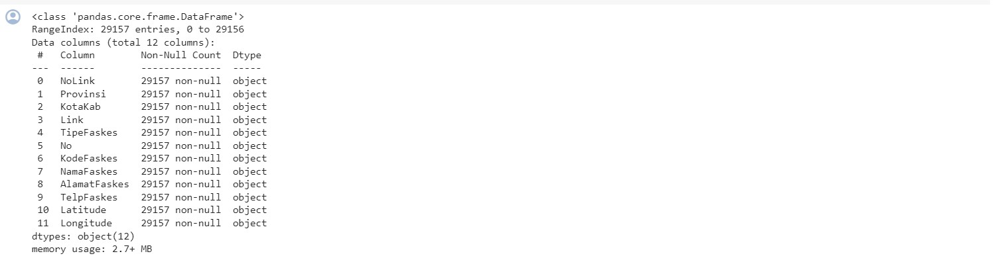 <class 'pandas.core.frame.DataFrame'>
RangeIndex: 29157 entries, 0 to 29156
Data columns (total 12 columns):
 #   Column        Non-Null Count  Dtype
---  ------        --------------  -----
 0   NoLink        29157 non-null  object
 1   Provinsi      29157 non-null  object
 2   KotaKab       29157 non-null  object
 3   Link          29157 non-null  object
 4   TipeFaskes    29157 non-null  object
 5   No            29157 non-null  object
 6   KodeFaskes    29157 non-null  object
 7   NamaFaskes    29157 non-null  object
 8   AlamatFaskes  29157 non-null  object
 9   TelpFaskes    29157 non-null  object
 10  Latitude      29157 non-null  object
 11  Longitude     29157 non-null  object
dtypes: object(12)
memory usage: 2.7+ MB